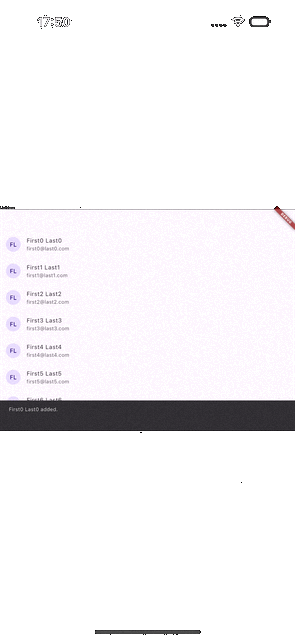 17:50
FL
First0 Last0
first0@last0.com
FL
First1 Last1
first1@last1.com
FL
First2 Last2
first2@last2.com
FL
First3 Last3
first3@last3.com
FL
First4 Last4
first4@last4.com
FL
First5 Last5
first5@last5.com
First6 Last6
First0 Last0 added.